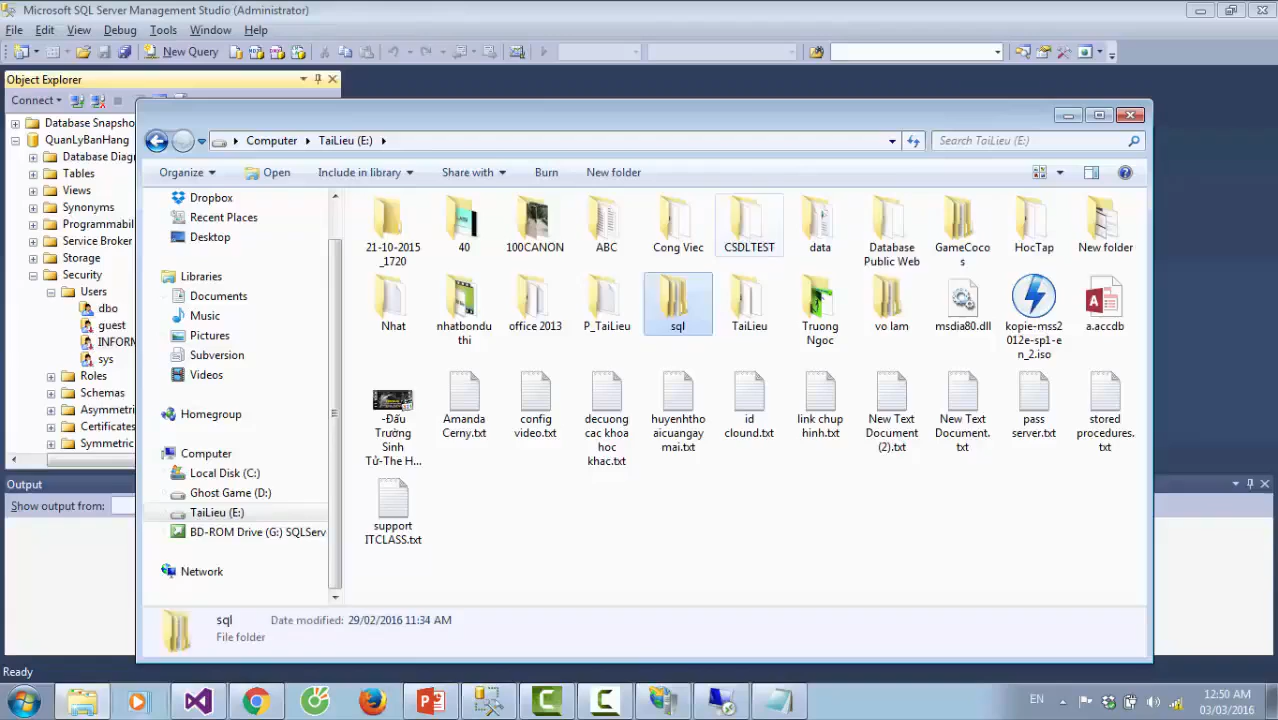 Microsoft SQL Server Management Studio (Administrator)
File Edit View Debug Tools Window Help
New Query
Object Explorer
Connect
Database Snapsho
QuanLyBanHang
Database Diag
Tables
Views
Synonyms
Programmabil
Service Broker
Storage
Security
Users
dbo
guest
INFORM
sys
Roles
Schemas
Asymmetri
Certificates
Symmetric
Output
Show output from:
Ready
Computer TaiLieu (E:)
Search TaiLieu (E:)
Organize Open Include in library Share with Burn New folder
Dropbox
Recent Places
Desktop
Libraries
Documents
Music
Pictures
Subversion
Videos
Homegroup
Computer
Local Disk (C:)
Ghost Game (D:)
TaiLieu (E:)
BD-ROM Drive (G:) SQLServ
Network
21-10-2015
_1720
40
100CANON
ABC
Cong Viec
CSDLTEST
data
Database
Public Web
GameCoco
s
HocTap
New folder
Nhat
nhatbondu
thi
office 2013
P_TaiLieu
sql
TaiLieu
Truong
Ngoc
vo lam
msdia80.dll
kopie-mss2
012e-sp1-e
n_2.iso
a.accdb
-Đấu
Trường
Sinh
Tử-The H...
Amanda
Cerny.txt
config
video.txt
decuong
cac khoa
hoc
khac.txt
huyenhtho
aicuangay
mai.txt
id
clound.txt
link chup
hinh.txt
New Text
Document
(2).txt
New Text
Document.
txt
pass
server.txt
stored
procedures.
txt
support
ITCLASS.txt
sql Date modified: 29/02/2016 11:34 AM
File folder
EN
12:50 AM
03/03/2016